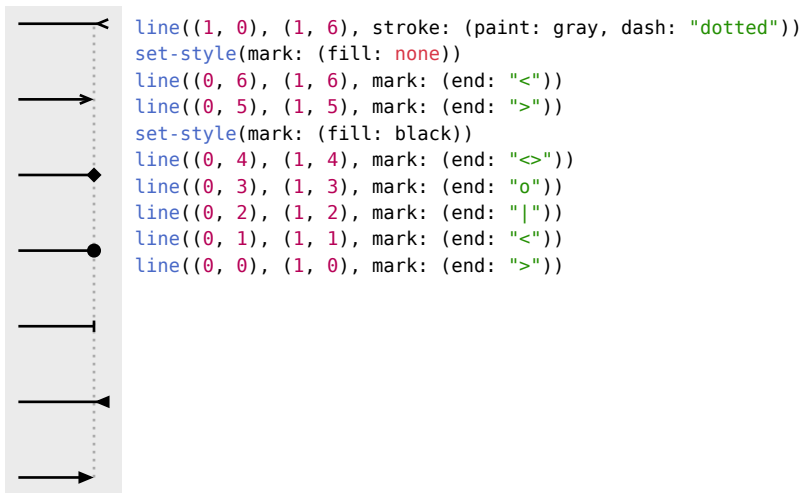 line((1, 0), (1, 6), stroke: (paint: gray, dash: "dotted"))
set-style(mark: (fill: none))
line((0, 6), (1, 6), mark: (end: "<"))
line((0, 5), (1, 5), mark: (end: ">"))
set-style(mark: (fill: black))
line((0, 4), (1, 4), mark: (end: "<>"))
line((0, 3), (1, 3), mark: (end: "o"))
line((0, 2), (1, 2), mark: (end: "|"))
line((0, 1), (1, 1), mark: (end: "<"))
line((0, 0), (1, 0), mark: (end: ">"))